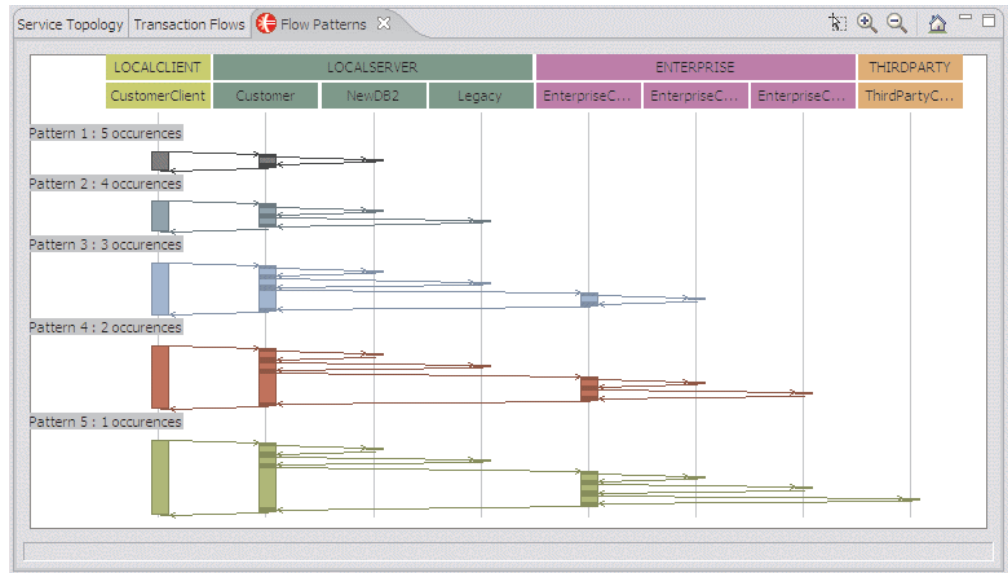 Service Topology Transaction Flows Flow Patterns
LOCALCLIENT LOCALSERVER ENTERPRISE THIRDPARTY
CustomerClient Customer NewDB2 Legacy EnterpriseC... EnterpriseC... EnterpriseC... ThirdPartyC...
Pattern 1 : 5 occurences
Pattern 2 : 4 occurences
Pattern 3 : 3 occurences
Pattern 4 : 2 occurences
Pattern 5 : 1 occurences